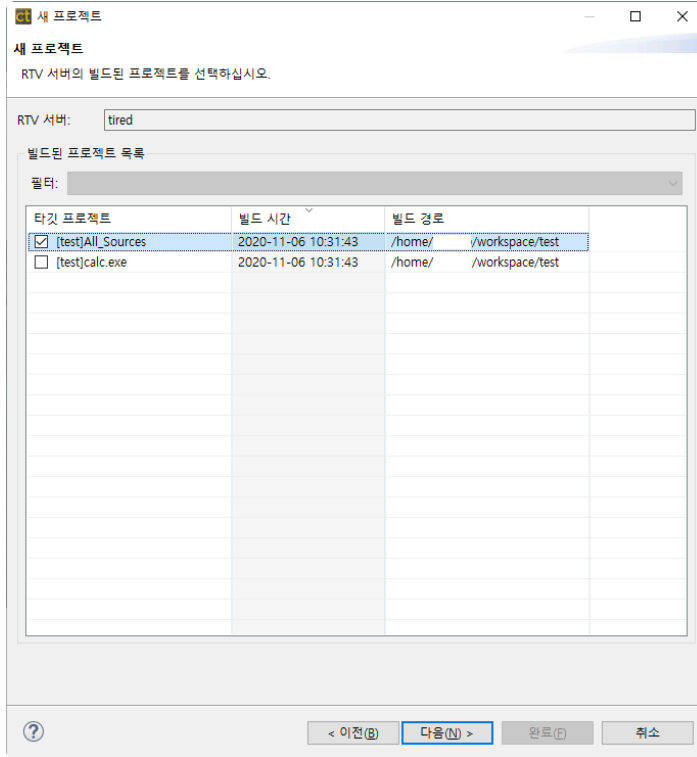 ct 새 프로젝트
새 프로젝트
RTV 서버의 빌드된 프로젝트를 선택하십시오.
RTV 서버: tired
빌드된 프로젝트 목록
필터:
타깃 프로젝트 빌드 시간 빌드 경로
[test]All_Sources 2020-11-06 10:31:43 /home/ /workspace/test
[test]calc.exe 2020-11-06 10:31:43 /home/ /workspace/test
? < 이전(B) 다음(N) > 완료(F) 취소